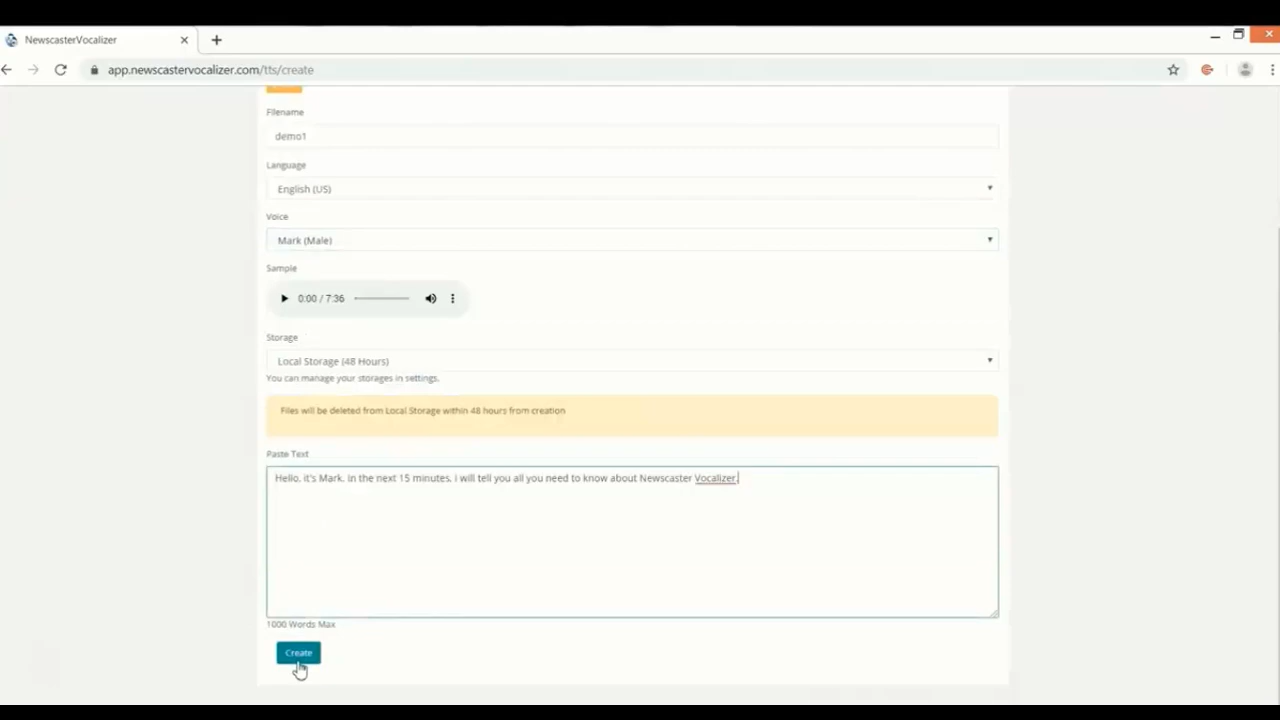 NewscasterVocalizer
app.newscastervocalizer.com/tts/create
Filename
demo1
Language
English (US)
Voice
Mark (Male)
Sample
0:00 / 7:36
Storage
Local Storage (48 Hours)
You can manage your storages in settings.
Files will be deleted from Local Storage within 48 hours from creation
Paste Text
Hello, it's Mark. In the next 15 minutes, i will tell you all you need to know about Newscaster Vocalizer.
1000 Words Max
Create